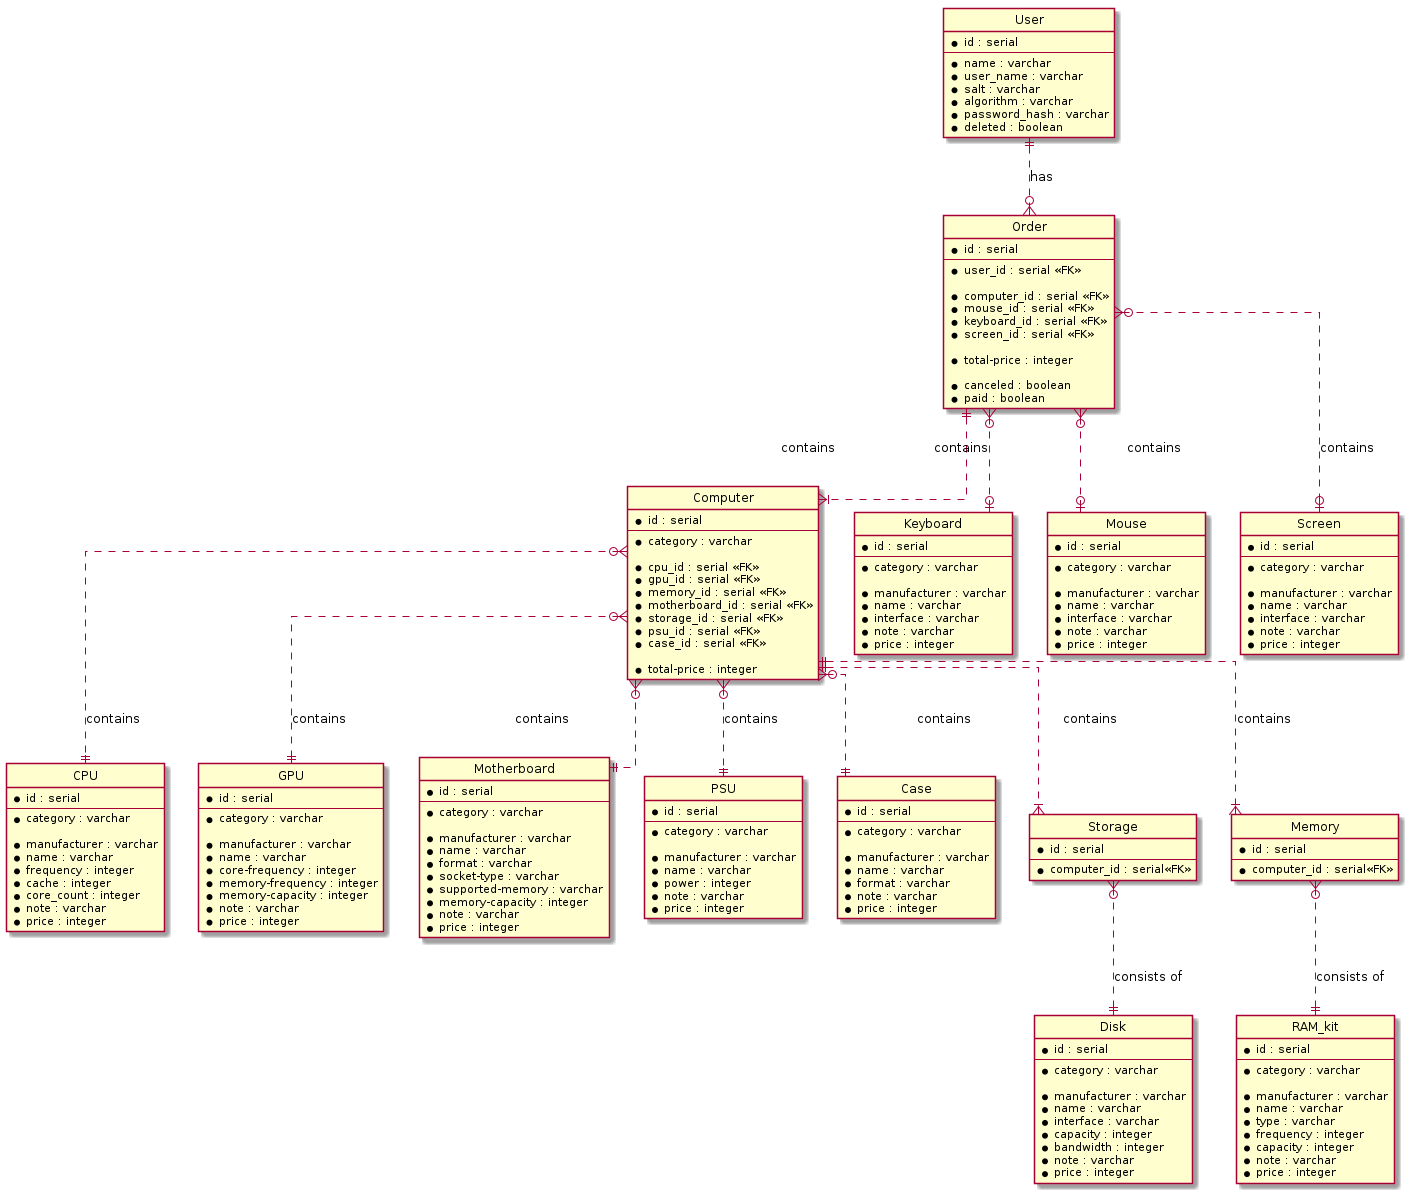 User
id : serial
name : varchar
user_name : varchar
salt : varchar
algorithm : varchar
password_hash : varchar
deleted : boolean
has
Order
id : serial
user_id : serial «FK»
computer_id : serial «FK»
mouse_id : serial «FK»
keyboard_id : serial «FK»
screen_id : serial «FK»
total-price : integer
canceled : boolean
paid : boolean
contains
contains
contains
contains
Computer
id : serial
category : varchar
cpu_id : serial «FK»
gpu_id : serial «FK»
memory_id : serial «FK»
motherboard_id : serial «FK»
storage_id : serial «FK»
psu_id : serial «FK»
case_id : serial «FK»
total-price : integer
Keyboard
id : serial
category : varchar
manufacturer : varchar
name : varchar
interface : varchar
note : varchar
price : integer
Mouse
id : serial
category : varchar
manufacturer : varchar
name : varchar
interface : varchar
note : varchar
price : integer
Screen
id : serial
category : varchar
manufacturer : varchar
name : varchar
interface : varchar
note : varchar
price : integer
contains
contains
contains
contains
contains
contains
contains
CPU
id : serial
category : varchar
manufacturer : varchar
name : varchar
frequency : integer
cache : integer
core_count : integer
note : varchar
price : integer
GPU
id : serial
category : varchar
manufacturer : varchar
name : varchar
core-frequency : integer
memory-frequency : integer
memory-capacity : integer
note : varchar
price : integer
Motherboard
id : serial
category : varchar
manufacturer : varchar
name : varchar
format : varchar
socket-type : varchar
supported-memory : varchar
memory-capacity : integer
note : varchar
price : integer
PSU
id : serial
category : varchar
manufacturer : varchar
name : varchar
power : integer
note : varchar
price : integer
Case
id : serial
category : varchar
manufacturer : varchar
name : varchar
format : varchar
note : varchar
price : integer
Storage
id : serial
computer_id : serial«FK»
Memory
id : serial
computer_id : serial«FK»
consists of
consists of
Disk
id : serial
category : varchar
manufacturer : varchar
name : varchar
interface : varchar
capacity : integer
bandwidth : integer
note : varchar
price : integer
RAM_kit
id : serial
category : varchar
manufacturer : varchar
name : varchar
type : varchar
frequency : integer
capacity : integer
note : varchar
price : integer